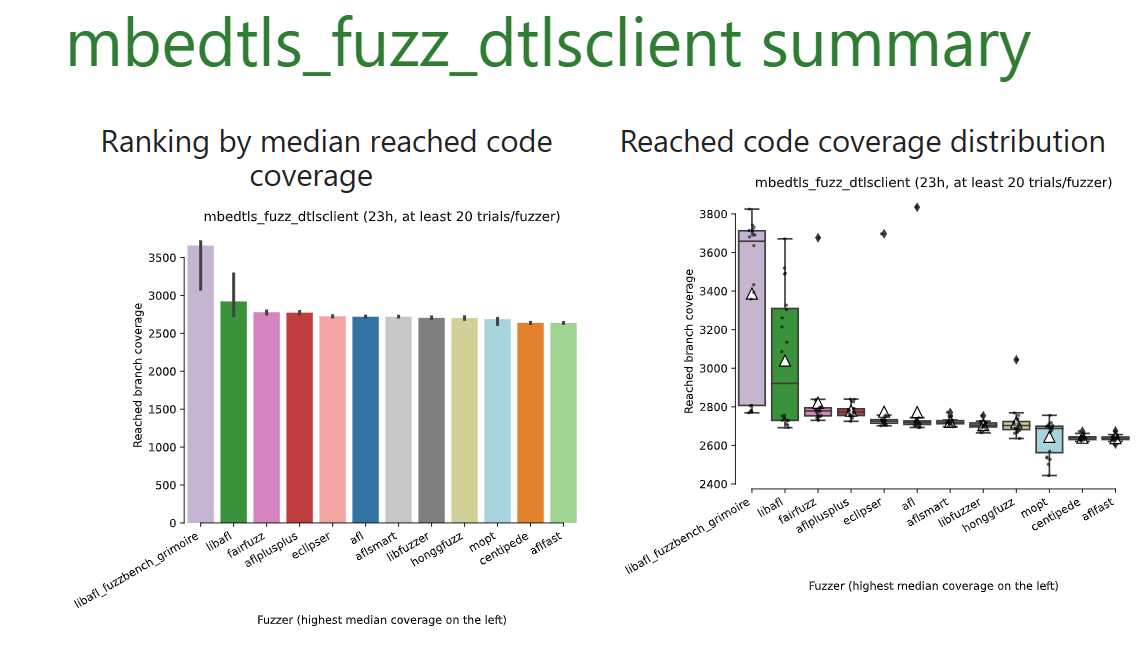 mbedtls_fuzz_dtlsclient summary
Ranking by median reached code
coverage
mbedtls_fuzz_dtlsclient (23h, at least 20 trials/fuzzer)
Reached branch coverage
3500
3000
2500
2000
1500
1000
500
0
libafl_fuzzbench_grimoire
libafl
fairfuzz
aflplusplus
eclipser
afl
aflsmart
libfuzzer
honggfuzz
mopt
centipede
aflfast
Fuzzer (highest median coverage on the left)
Reached code coverage distribution
mbedtls_fuzz_dtlsclient (23h, at least 20 trials/fuzzer)
Reached branch coverage
3800
3600
3400
3200
3000
2800
2600
2400
libafl_fuzzbench_grimoire
libafl
fairfuzz
aflplusplus
eclipser
afl
aflsmart
libfuzzer
honggfuzz
mopt
centipede
aflfast
Fuzzer (highest median coverage on the left)